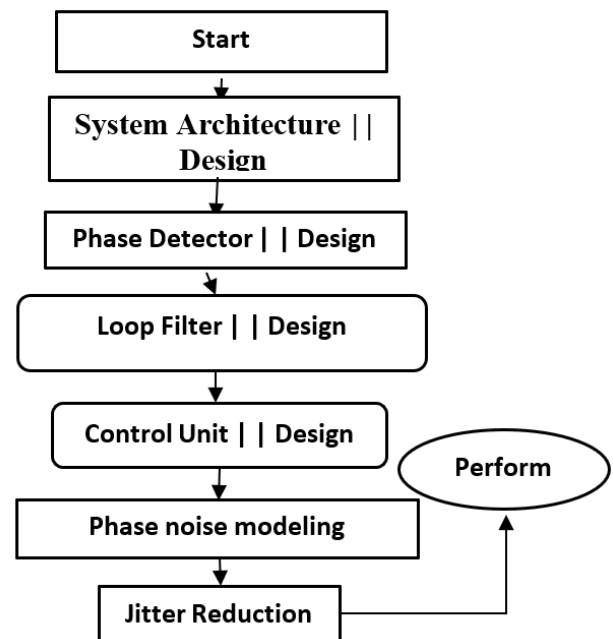 Start
System Architecture ||
Design
Phase Detector | | Design
Loop Filter | | Design
Control Unit | | Design
Perform
Phase noise modeling
Jitter Reduction